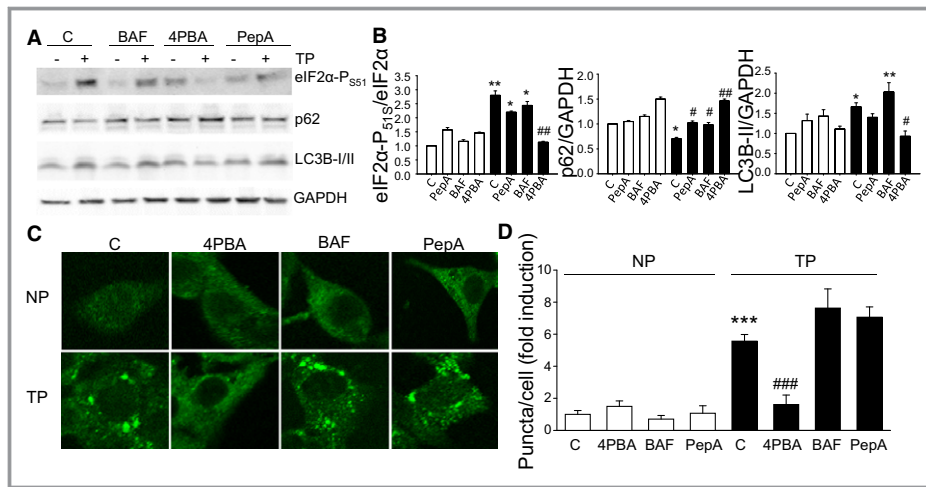 A
C BAF 4PBA PepA
- + - + - + - + TP
eIF2α-P S51
p62
LC3B-I/II
GAPDH
B
eIF2α-P51S/eIF2α
3.5
3.0
2.5
2.0
1.5
1.0
0.5
0.0
** * * ##
C PepA BAF 4PBA C PepA BAF 4PBA
p62/GAPDH
2.0
1.5
1.0
0.5
0.0
* # # ##
C PepA BAF 4PBA C PepA BAF 4PBA
LC3B-II/GAPDH
2.5
2.0
1.5
1.0
0.5
0.0
* ** #
C PepA BAF 4PBA C PepA BAF 4PBA
C
C 4PBA BAF PepA
NP
TP
D
NP TP
Puncta/cell (fold induction)
10
8
6
4
2
0
*** ###
C 4PBA BAF PepA C 4PBA BAF PepA